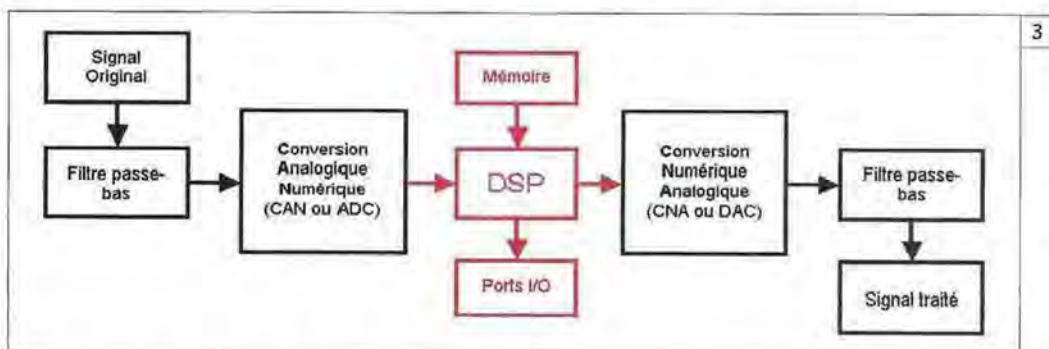 3
Signal
Original
Filtre passe-
bas
Conversion
Analogique
Numérique
(CAN ou ADC)
Mémoire
DSP
Ports I/O
Conversion
Numérique
Analogique
(CNA ou DAC)
Filtre passe-
bas
Signal traité